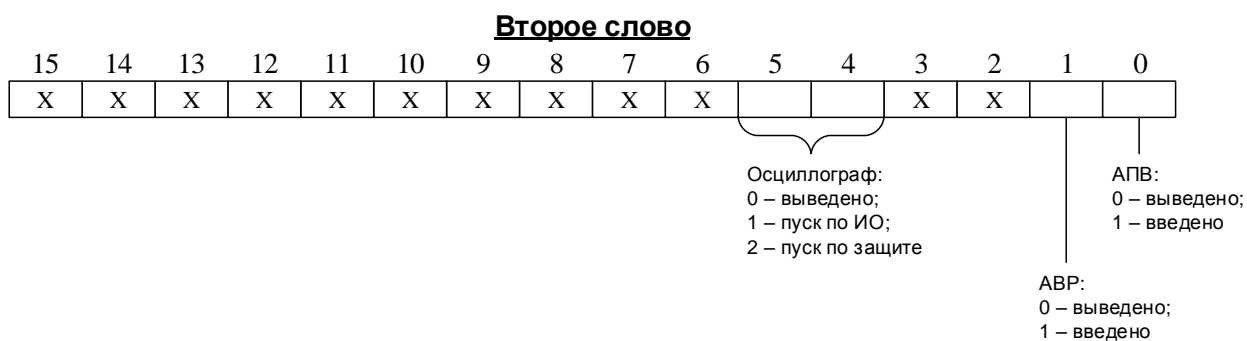 Второе слово
15 14 13 12 11 10 9 8 7 6 5 4 3 2 1 0
X X X X X X X X X X X X
Осциллограф:
0 – выведено;
1 – пуск по ИО;
2 – пуск по защите
АПВ:
0 – выведено;
1 – введено
АВР:
0 – выведено;
1 – введено